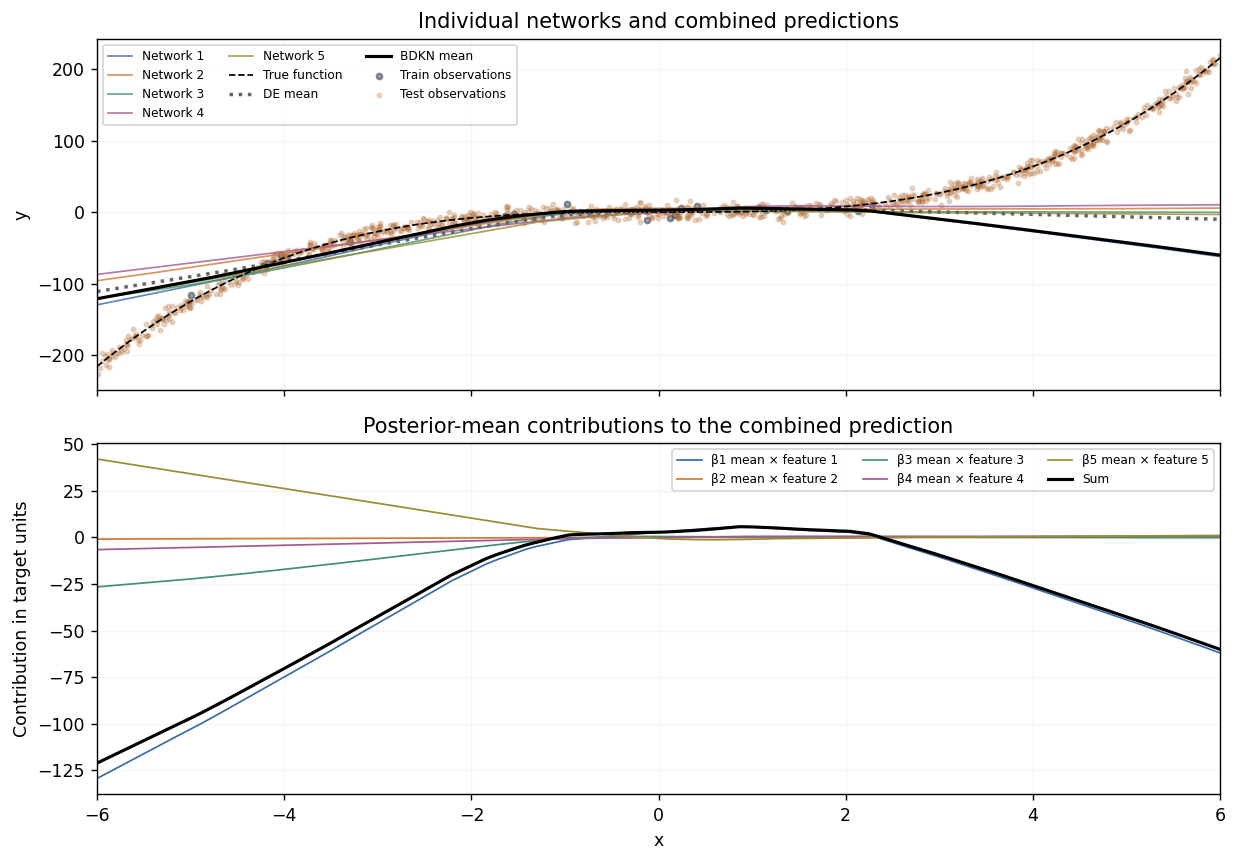 Individual networks and combined predictions
Network 1
Network 2
Network 3
Network 4
Network 5
True function
DE mean
BDKN mean
Train observations
Test observations
y
200
100
0
−100
−200
Posterior-mean contributions to the combined prediction
β1 mean × feature 1
β2 mean × feature 2
β3 mean × feature 3
β4 mean × feature 4
β5 mean × feature 5
Sum
Contribution in target units
50
25
0
−25
−50
−75
−100
−125
−6 −4 −2 0 2 4 6
x